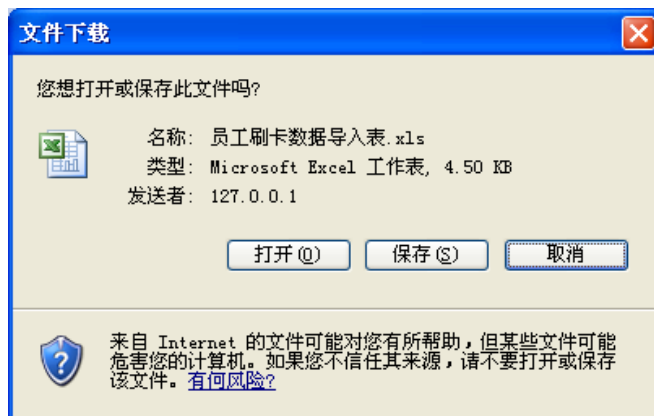 文件下载
您想打开或保存此文件吗?
名称: 员工刷卡数据导入表.xls
类型: Microsoft Excel 工作表, 4.50 KB
发送者: 127.0.0.1
打开(O) 保存(S) 取消
来自 Internet 的文件可能对您有所帮助，但某些文件可能
危害您的计算机。如果您不信任其来源，请不要打开或保存
该文件。有何风险?